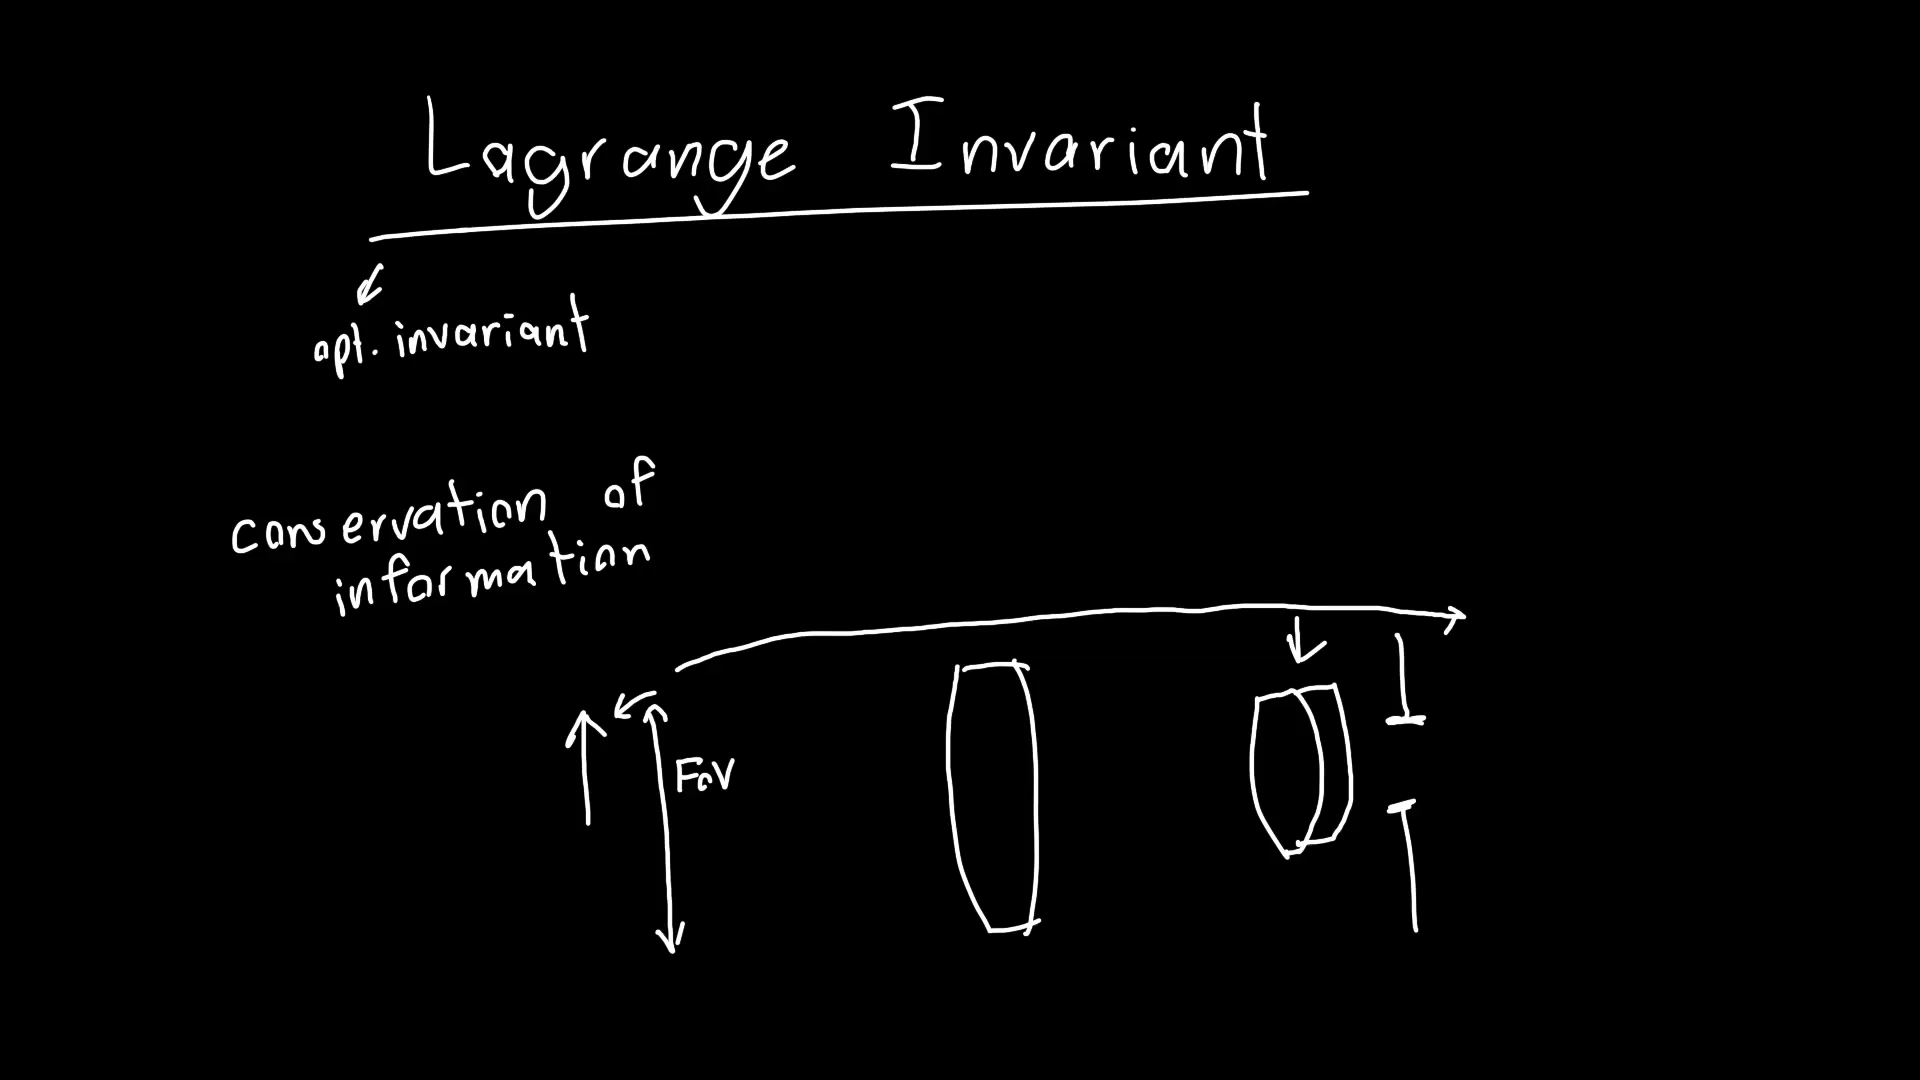 Lagrange Invariant
opt. invariant
conservation of
information
FoV